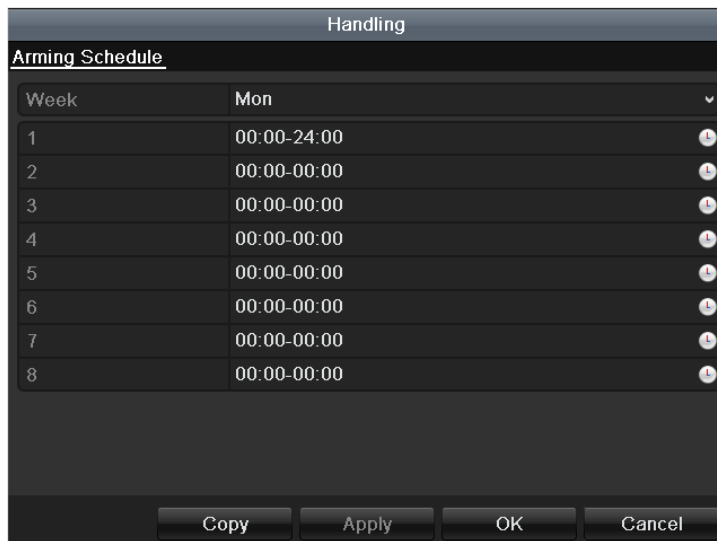 Handling
Arming Schedule
Week Mon
1 00:00-24:00
2 00:00-00:00
3 00:00-00:00
4 00:00-00:00
5 00:00-00:00
6 00:00-00:00
7 00:00-00:00
8 00:00-00:00
Copy Apply OK Cancel